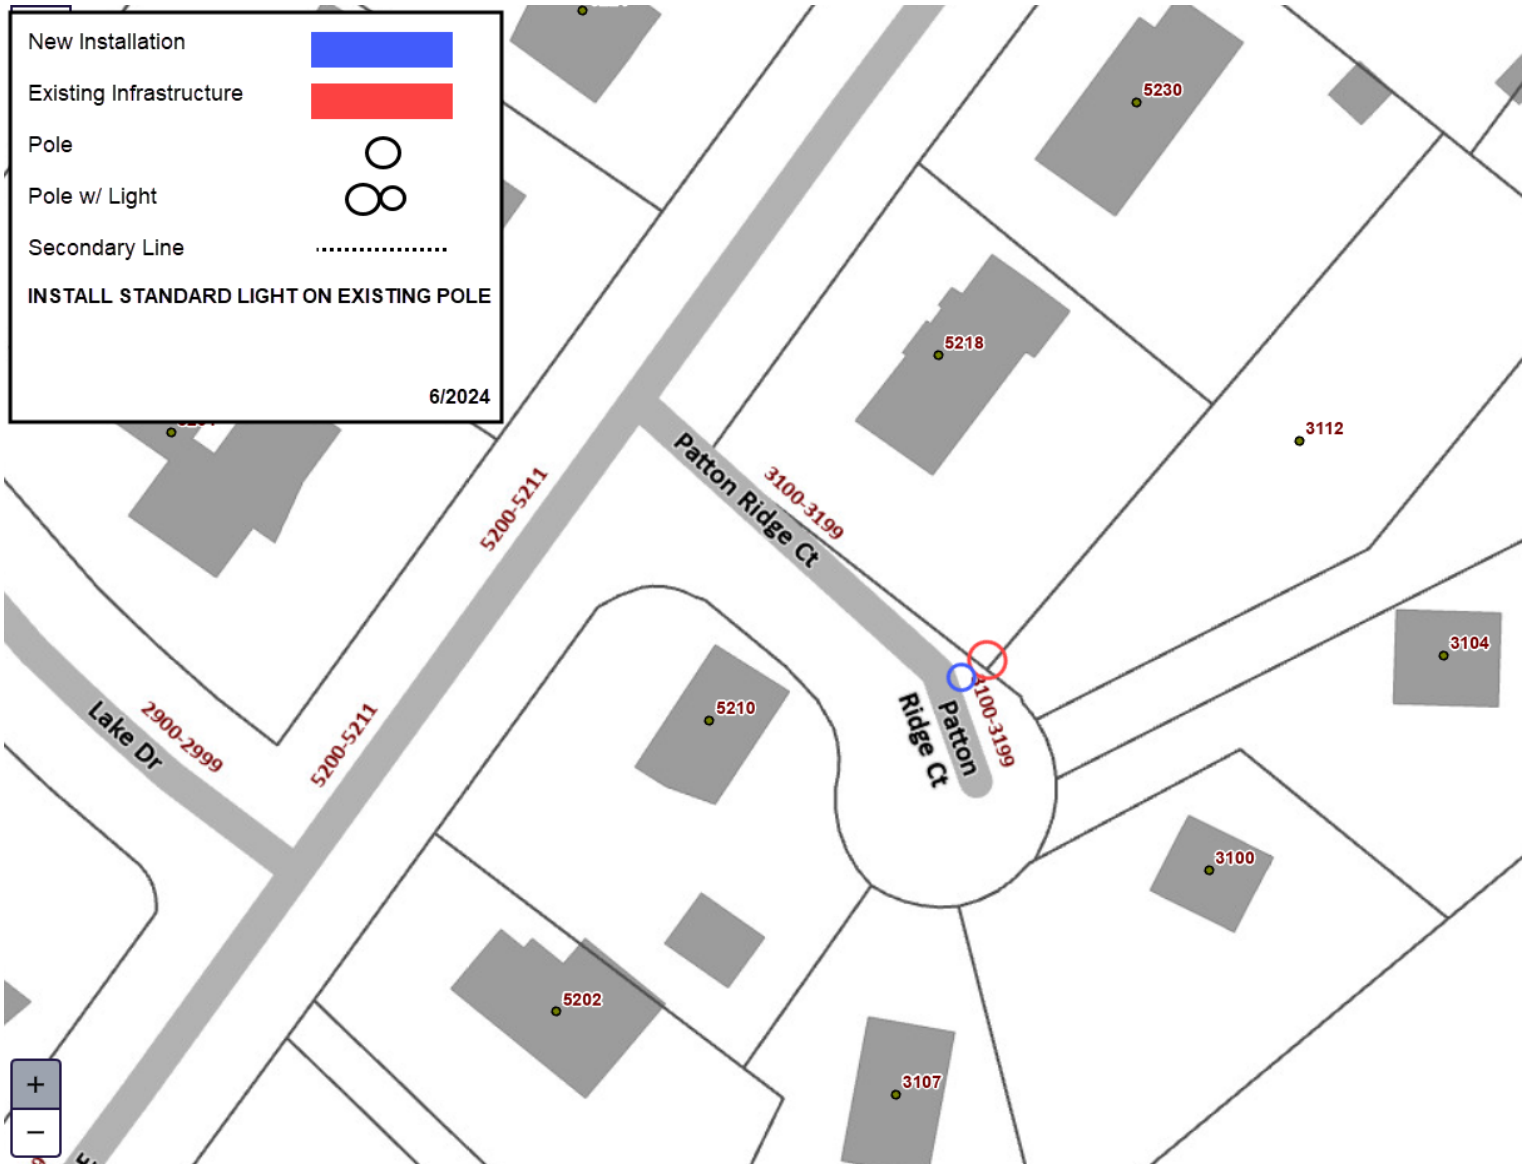 New Installation
Existing Infrastructure
Pole
Pole w/ Light
Secondary Line
INSTALL STANDARD LIGHT ON EXISTING POLE
6/2024
5230
5218
3112
Patton Ridge Ct
3100-3199
5200-5211
3104
3100-3199
Patton
Ridge Ct
5210
Lake Dr
2900-2999
5200-5211
3100
5202
3107
+
−